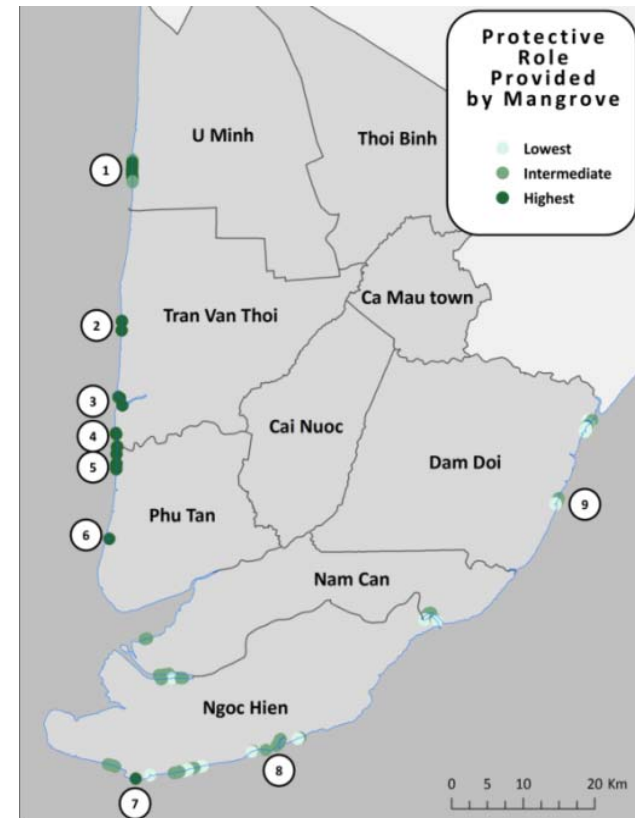 Protective
Role
Provided
by Mangrove
Lowest
Intermediate
Highest
U Minh
Thoi Binh
1
Ca Mau town
Tran Van Thoi
2
3
Cai Nuoc
4
Dam Doi
5
9
Phu Tan
6
Nam Can
Ngoc Hien
8
7
0 5 10 20 Km